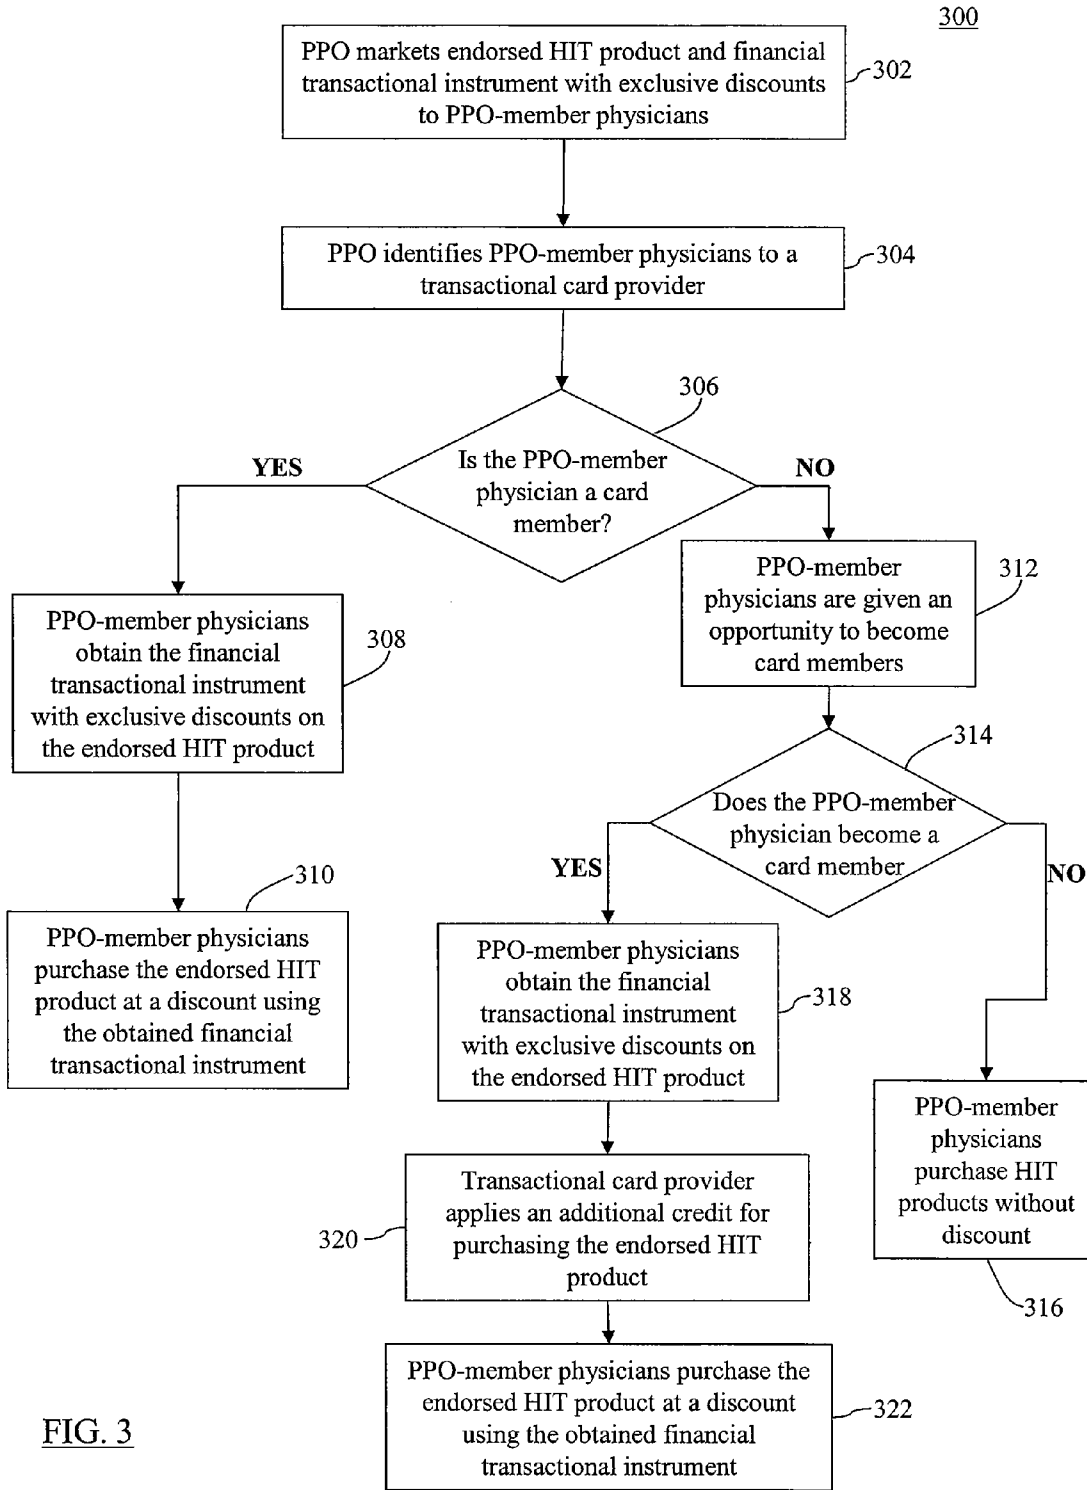 300
PPO markets endorsed HIT product and financial
transactional instrument with exclusive discounts
to PPO-member physicians
302
PPO identifies PPO-member physicians to a
transactional card provider
304
306
Is the PPO-member
physician a card
member?
YES
NO
PPO-member physicians
obtain the financial
transactional instrument
with exclusive discounts on
the endorsed HIT product
308
PPO-member
physicians are given an
opportunity to become
card members
312
314
Does the PPO-member
physician become a
card member
YES
NO
310
PPO-member physicians
purchase the endorsed HIT
product at a discount using
the obtained financial
transactional instrument
PPO-member physicians
obtain the financial
transactional instrument
with exclusive discounts on
the endorsed HIT product
318
PPO-member
physicians
purchase HIT
products without
discount
316
Transactional card provider
applies an additional credit for
purchasing the endorsed HIT
product
320
PPO-member physicians purchase the
endorsed HIT product at a discount
using the obtained financial
transactional instrument
322
FIG. 3